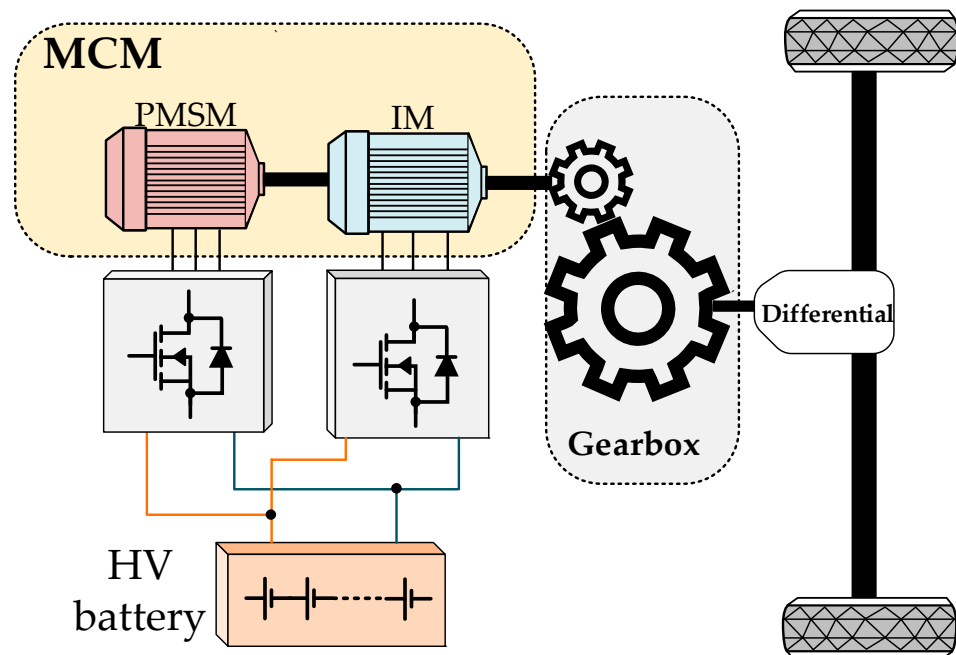 MCM
PMSM
IM
Differential
Gearbox
HV
battery